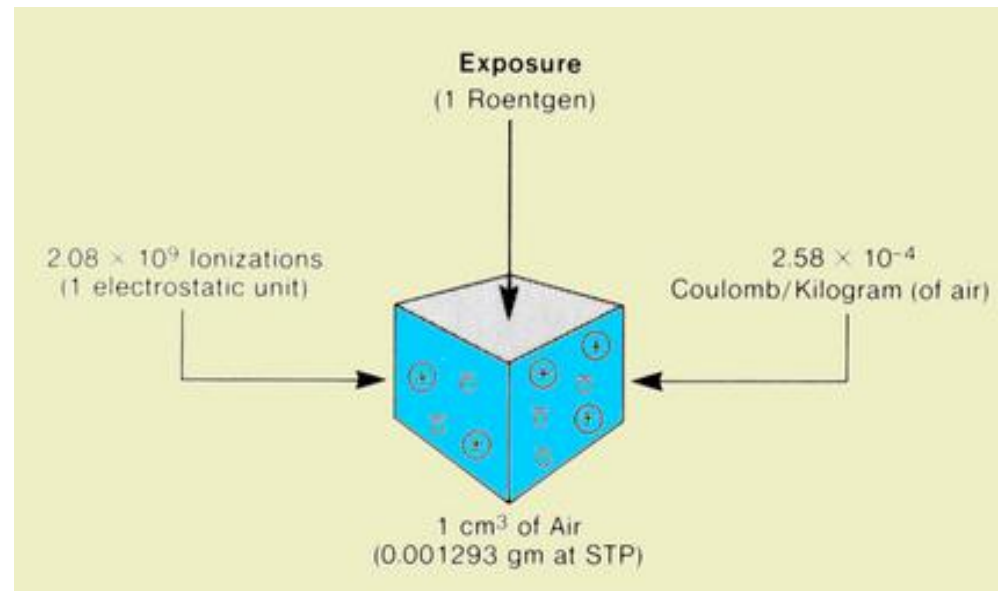 Exposure
(1 Roentgen)
2.08 × 10⁹ Ionizations
(1 electrostatic unit)
2.58 × 10⁻⁴
Coulomb/Kilogram (of air)
1 cm³ of Air
(0.001293 gm at STP)